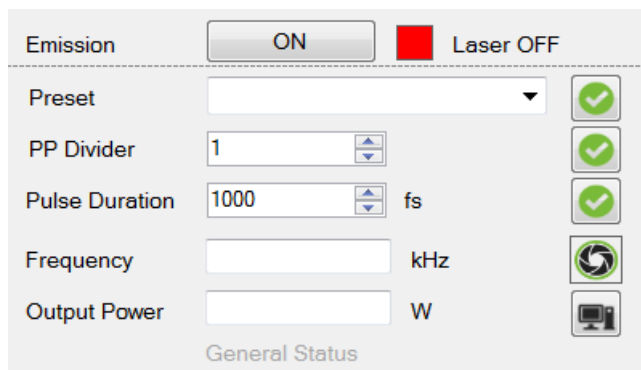 Emission ON Laser OFF
Preset
PP Divider 1
Pulse Duration 1000 fs
Frequency kHz
Output Power W
General Status